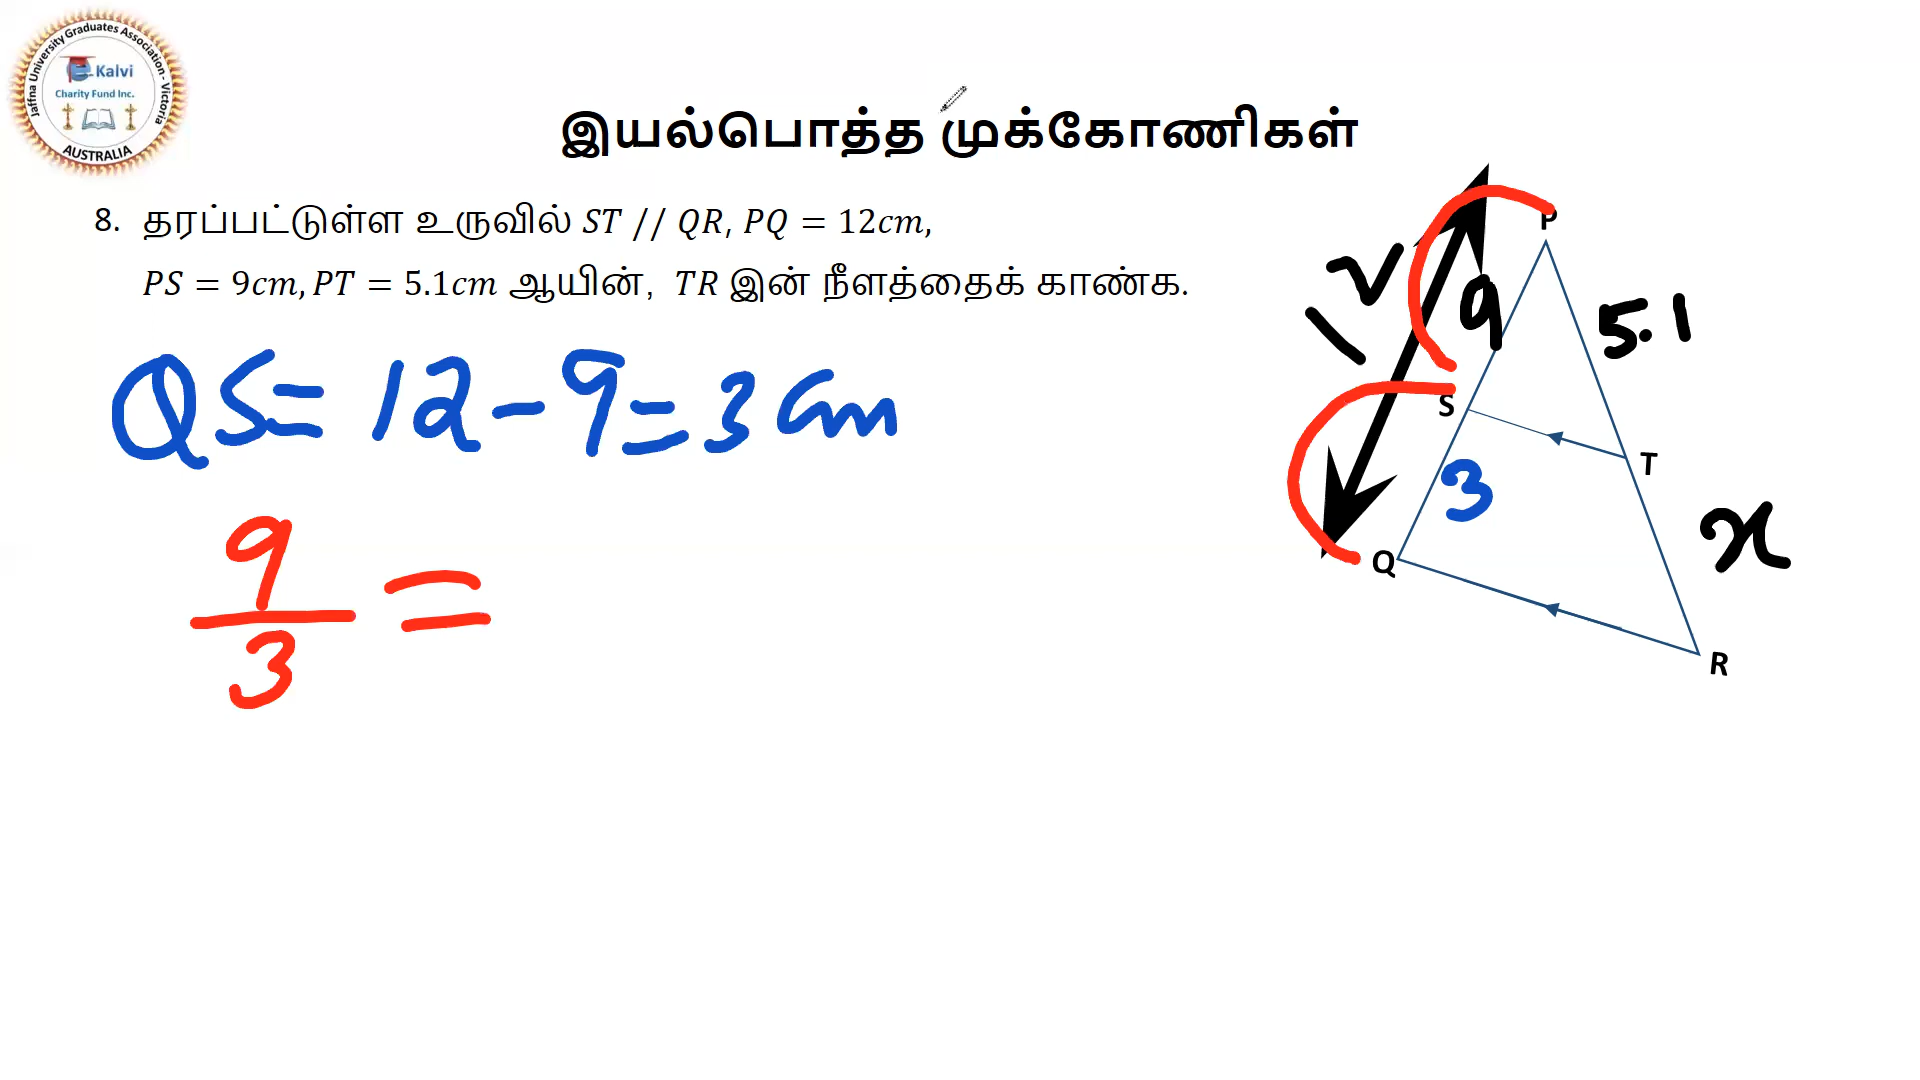 Jaffna University Graduates Association - Victoria
eKalvi
Charity Fund Inc.
AUSTRALIA
இயல்பொத்த முக்கோணிகள்
8. தரப்பட்டுள்ள உருவில் ST // QR, PQ = 12cm,
PS = 9cm, PT = 5.1cm ஆயின், TR இன் நீளத்தைக் காண்க.
QS = 12 - 9 = 3 cm
9
3
=
P
12
9
5.1
S
T
3
x
Q
R